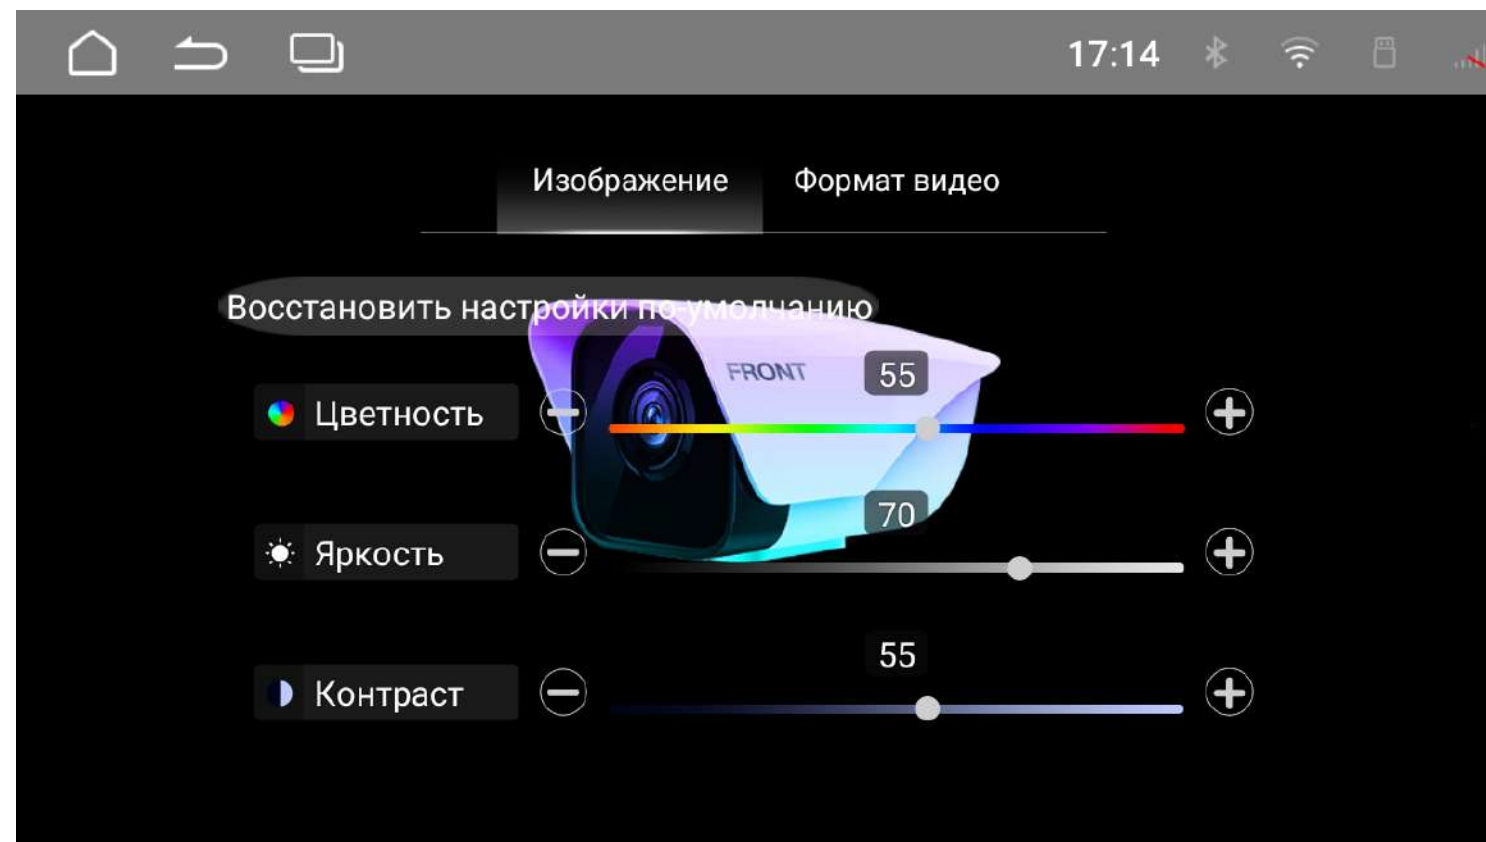 17:14
Изображение
Формат видео
Восстановить настройки по-умолчанию
FRONT
55
Цветность
70
Яркость
55
Контраст